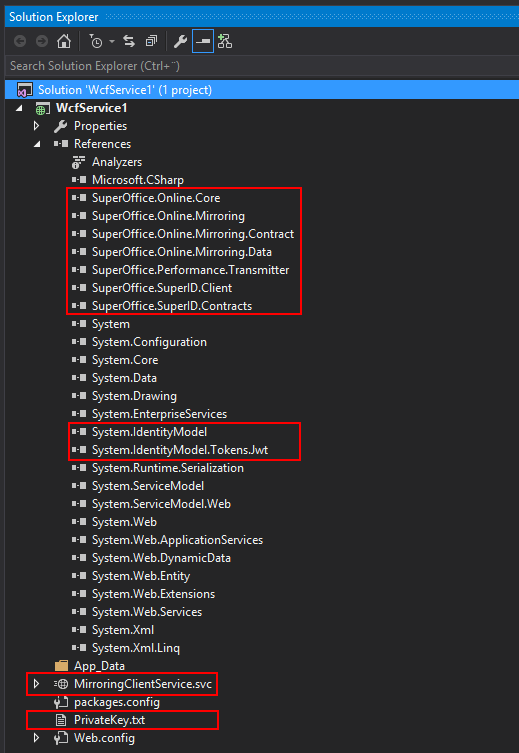 Solution Explorer
Search Solution Explorer (Ctrl+¨)
Solution 'WcfService1' (1 project)
WcfService1
Properties
References
Analyzers
Microsoft.CSharp
SuperOffice.Online.Core
SuperOffice.Online.Mirroring
SuperOffice.Online.Mirroring.Contract
SuperOffice.Online.Mirroring.Data
SuperOffice.Performance.Transmitter
SuperOffice.SuperID.Client
SuperOffice.SuperID.Contracts
System
System.Configuration
System.Core
System.Data
System.Drawing
System.EnterpriseServices
System.IdentityModel
System.IdentityModel.Tokens.Jwt
System.Runtime.Serialization
System.ServiceModel
System.ServiceModel.Web
System.Web
System.Web.ApplicationServices
System.Web.DynamicData
System.Web.Entity
System.Web.Extensions
System.Web.Services
System.Xml
System.Xml.Linq
App_Data
MirroringClientService.svc
packages.config
PrivateKey.txt
Web.config